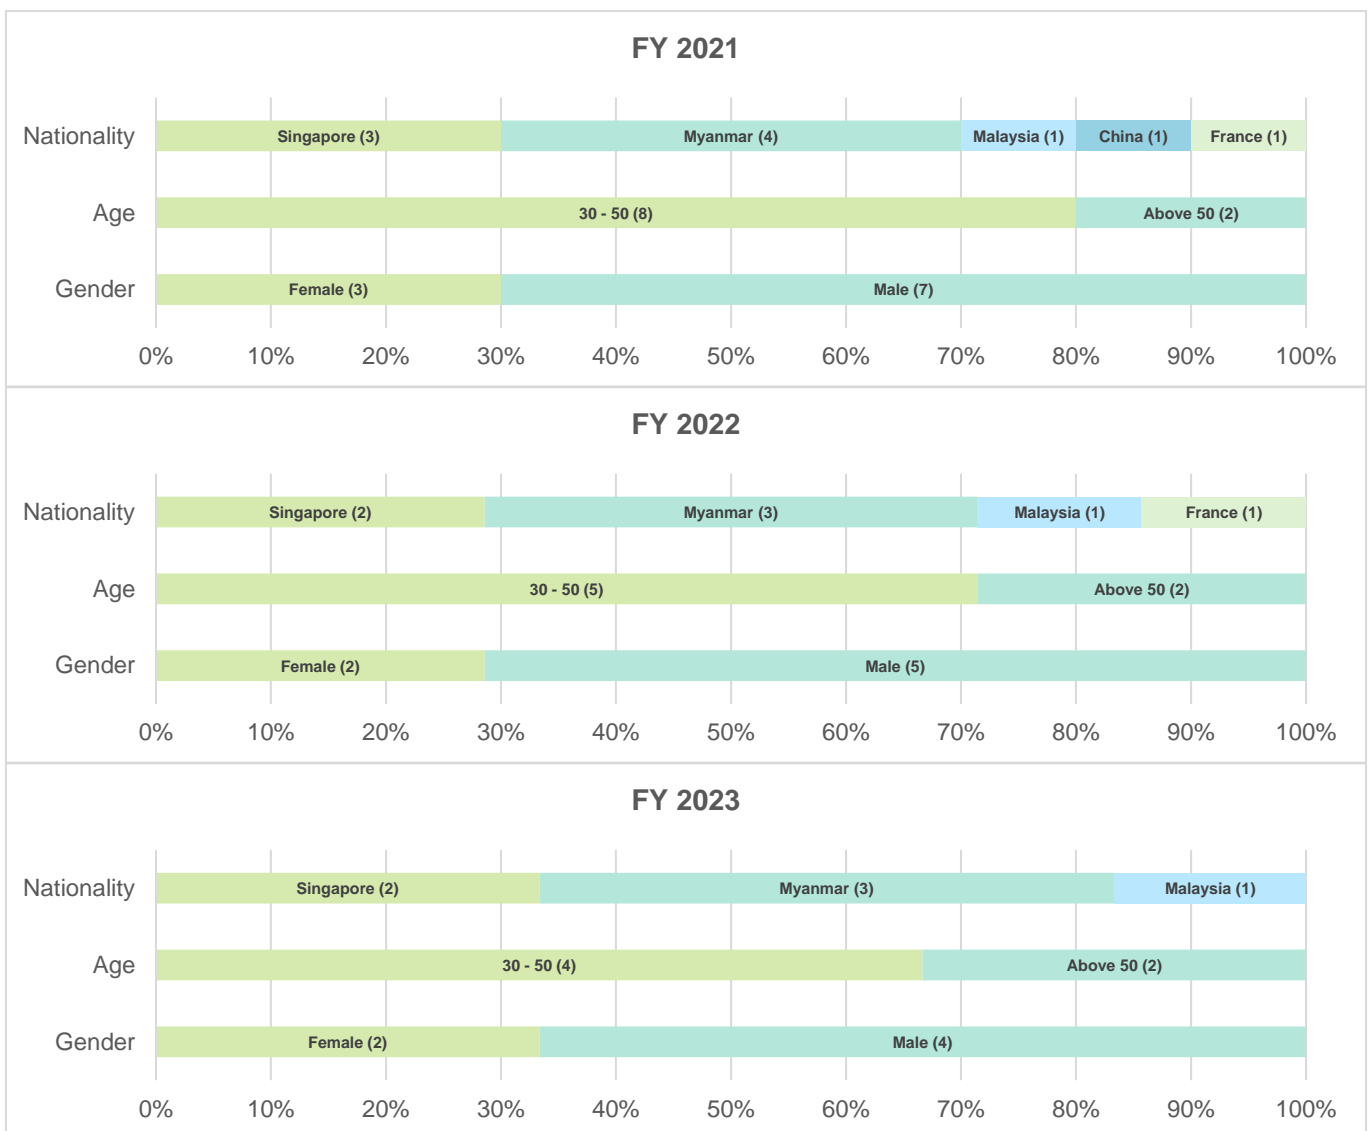 FY 2021
Nationality Singapore (3) Myanmar (4) Malaysia (1) China (1) France (1)
Age 30 - 50 (8) Above 50 (2)
Gender Female (3) Male (7)
0% 10% 20% 30% 40% 50% 60% 70% 80% 90% 100%
FY 2022
Nationality Singapore (2) Myanmar (3) Malaysia (1) France (1)
Age 30 - 50 (5) Above 50 (2)
Gender Female (2) Male (5)
0% 10% 20% 30% 40% 50% 60% 70% 80% 90% 100%
FY 2023
Nationality Singapore (2) Myanmar (3) Malaysia (1)
Age 30 - 50 (4) Above 50 (2)
Gender Female (2) Male (4)
0% 10% 20% 30% 40% 50% 60% 70% 80% 90% 100%